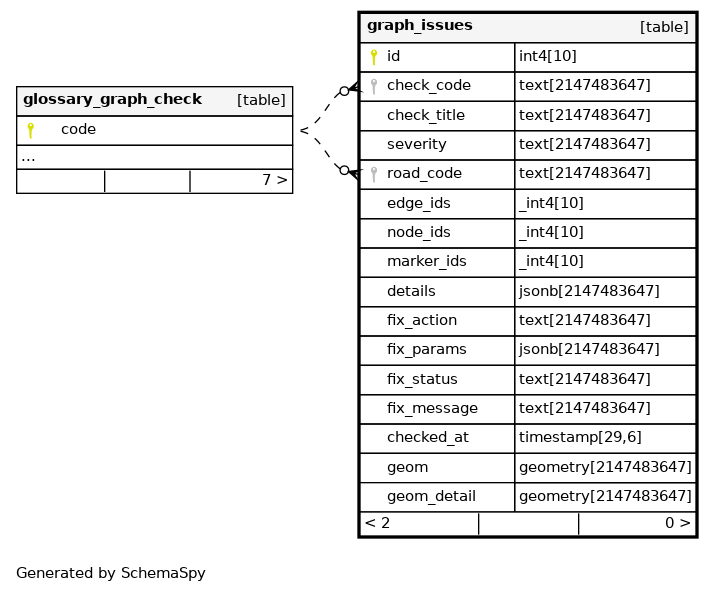 glossary_graph_check [table]
code
...
7 >
<
graph_issues [table]
id int4[10]
check_code text[2147483647]
check_title text[2147483647]
severity text[2147483647]
road_code text[2147483647]
edge_ids _int4[10]
node_ids _int4[10]
marker_ids _int4[10]
details jsonb[2147483647]
fix_action text[2147483647]
fix_params jsonb[2147483647]
fix_status text[2147483647]
fix_message text[2147483647]
checked_at timestamp[29,6]
geom geometry[2147483647]
geom_detail geometry[2147483647]
< 2 0 >
Generated by SchemaSpy